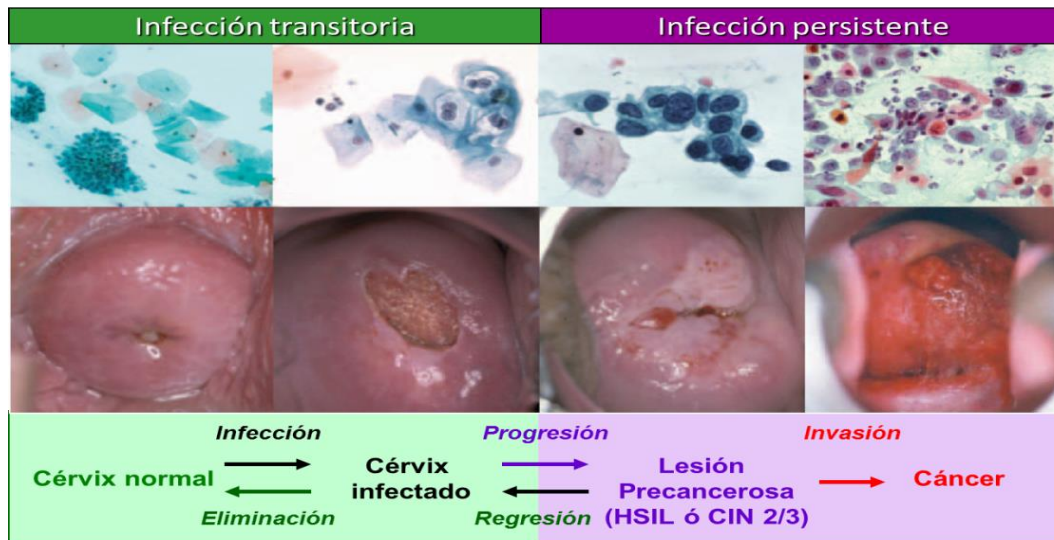 Infección transitoria
Infección persistente
Infección
Progresión
Invasión
Cérvix normal
Cérvix
infectado
Lesión
Precancerosa
(HSIL ó CIN 2/3)
Cáncer
Eliminación
Regresión